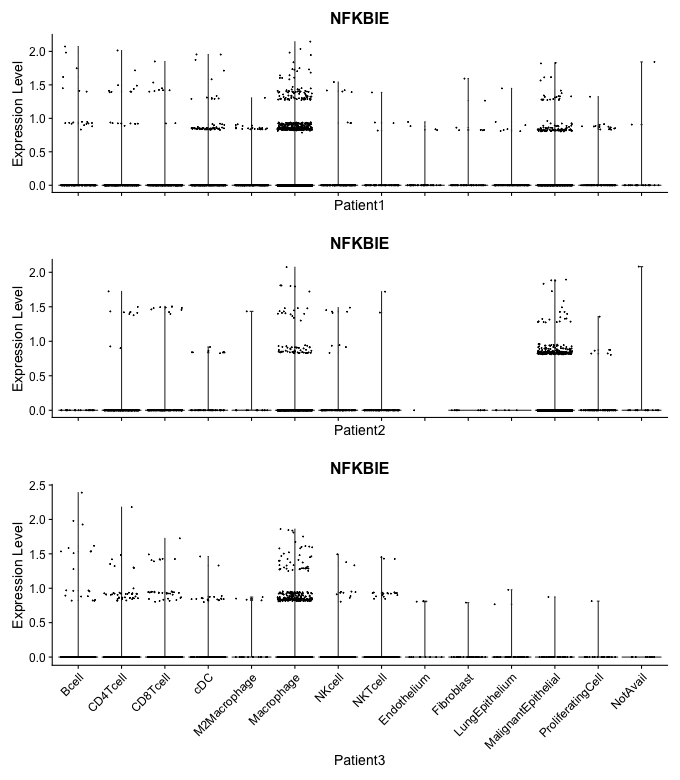 NFKBIE
Expression Level
2.0
1.5
1.0
0.5
0.0
Patient1
NFKBIE
Expression Level
2.0
1.5
1.0
0.5
0.0
Patient2
NFKBIE
Expression Level
2.5
2.0
1.5
1.0
0.5
0.0
Bcell
CD4Tcell
CD8Tcell
cDC
M2Macrophage
Macrophage
NKcell
NKTcell
Endothelium
Fibroblast
LungEpithelium
MalignantEpithelial
ProliferatingCell
NotAvail
Patient3